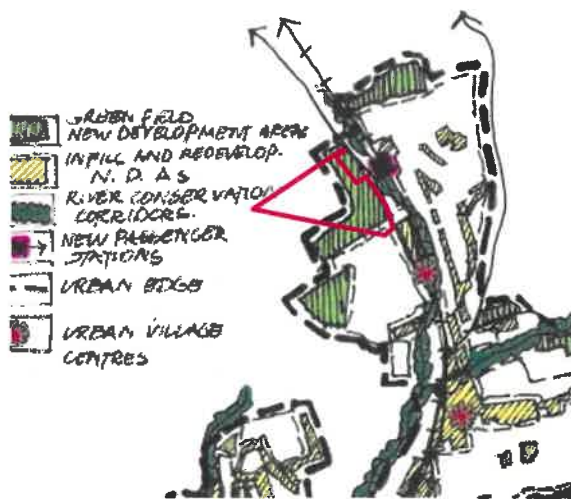 GREEN FIELD
NEW DEVELOPMENT AREAS
INFILL AND REDEVELOP.
N. D. A S
RIVER CONSERVATION
CORRIDORS.
NEW PASSENGER
STATIONS
URBAN EDGE
URBAN VILLAGE
CENTRES